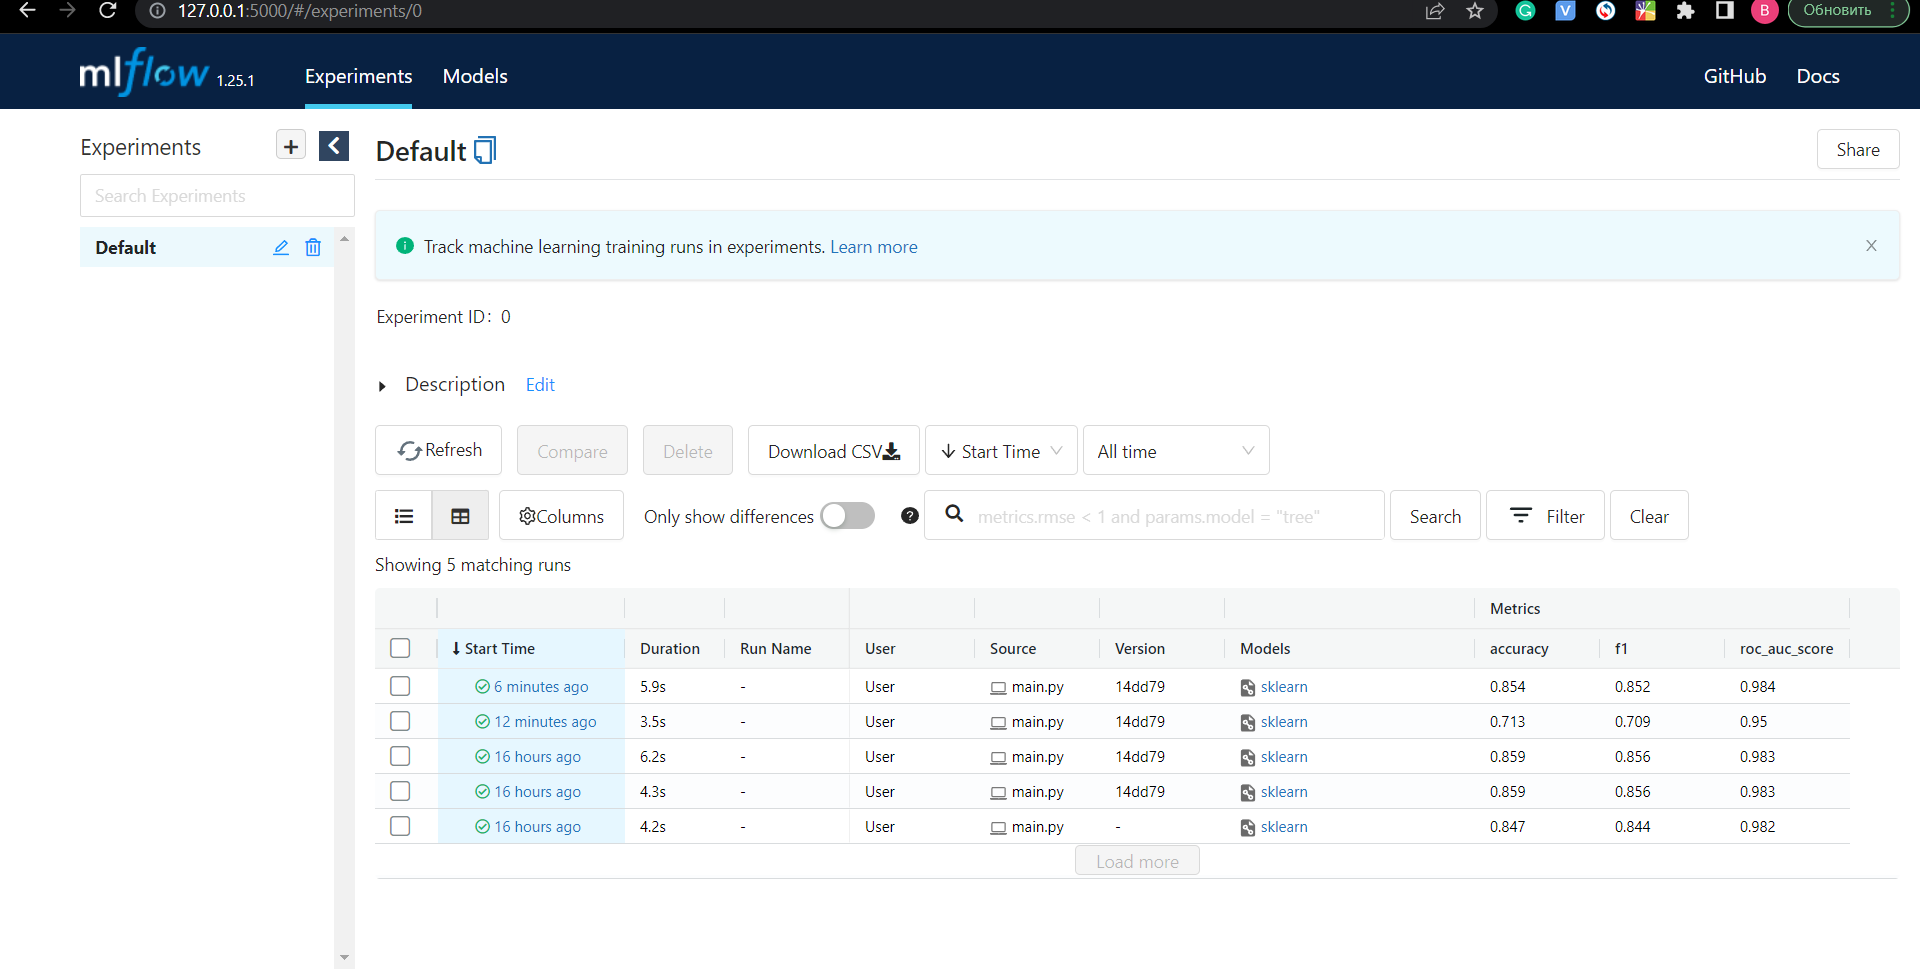 127.0.0.1:5000/#/experiments/0
B
Обновить
mlflow 1.25.1
Experiments
Models
GitHub
Docs
Experiments
+
Default
Share
Search Experiments
Default
Track machine learning training runs in experiments. Learn more
Experiment ID: 0
Description Edit
Refresh
Compare
Delete
Download CSV
Start Time
All time
Columns
Only show differences
?
metrics.rmse < 1 and params.model = "tree"
Search
Filter
Clear
Showing 5 matching runs
Metrics
Start Time Duration Run Name User Source Version Models accuracy f1 roc_auc_score
6 minutes ago 5.9s - User main.py 14dd79 sklearn 0.854 0.852 0.984
12 minutes ago 3.5s - User main.py 14dd79 sklearn 0.713 0.709 0.95
16 hours ago 6.2s - User main.py 14dd79 sklearn 0.859 0.856 0.983
16 hours ago 4.3s - User main.py 14dd79 sklearn 0.859 0.856 0.983
16 hours ago 4.2s - User main.py - sklearn 0.847 0.844 0.982
Load more